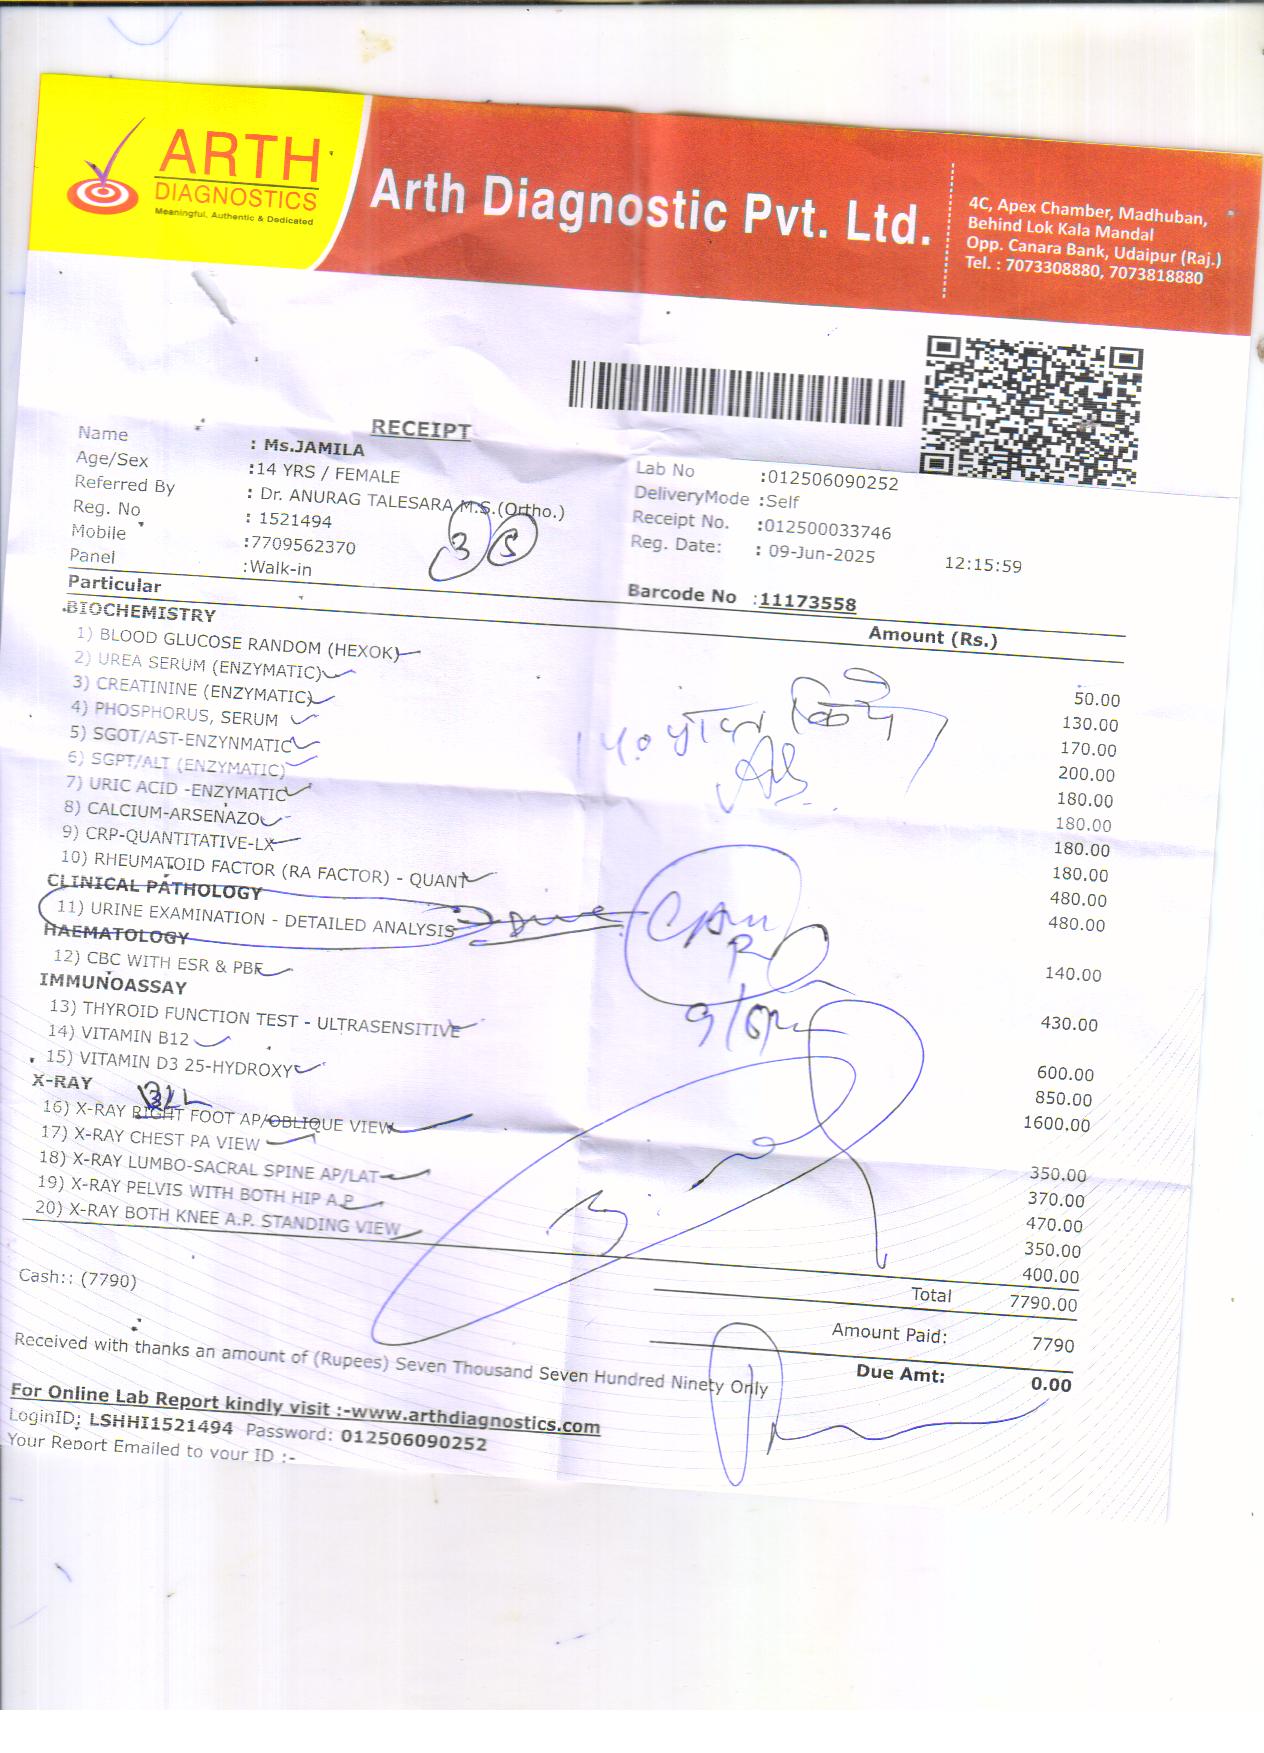 ARTH
DIAGNOSTICS
Meaningful, Authentic & Dedicated
Arth Diagnostic Pvt. Ltd.
4C, Apex Chamber, Madhuban,
Behind Lok Kala Mandal
Opp. Canara Bank, Udaipur (Raj.)
Tel. : 7073308880, 7073818880
RECEIPT
Name : Ms.JAMILA
Age/Sex :14 YRS / FEMALE
Referred By : Dr. ANURAG TALESARA M.S.(Ortho.)
Reg. No : 1521494
Mobile :7709562370
Panel :Walk-in
Lab No :012506090252
DeliveryMode :Self
Receipt No. :012500033746
Reg. Date: : 09-Jun-2025 12:15:59
Barcode No :11173558
3 5
Particular Amount (Rs.)
BIOCHEMISTRY
1) BLOOD GLUCOSE RANDOM (HEXOK) 50.00
2) UREA SERUM (ENZYMATIC) 130.00
3) CREATININE (ENZYMATIC) 170.00
4) PHOSPHORUS, SERUM 200.00
5) SGOT/AST-ENZYNMATIC 180.00
6) SGPT/ALT (ENZYMATIC) 180.00
7) URIC ACID -ENZYMATIC 180.00
8) CALCIUM-ARSENAZO 180.00
9) CRP-QUANTITATIVE-LX 480.00
10) RHEUMATOID FACTOR (RA FACTOR) - QUANT 480.00
CLINICAL PATHOLOGY
11) URINE EXAMINATION - DETAILED ANALYSIS 140.00
HAEMATOLOGY
12) CBC WITH ESR & PBF 430.00
IMMUNOASSAY
13) THYROID FUNCTION TEST - ULTRASENSITIVE 600.00
14) VITAMIN B12 850.00
15) VITAMIN D3 25-HYDROXY 1600.00
X-RAY
16) X-RAY RIGHT FOOT AP/OBLIQUE VIEW 350.00
17) X-RAY CHEST PA VIEW 370.00
18) X-RAY LUMBO-SACRAL SPINE AP/LAT 470.00
19) X-RAY PELVIS WITH BOTH HIP A.P 350.00
20) X-RAY BOTH KNEE A.P. STANDING VIEW 400.00
Total 7790.00
Cash:: (7790)
Amount Paid: 7790
Due Amt: 0.00
Received with thanks an amount of (Rupees) Seven Thousand Seven Hundred Ninety Only
For Online Lab Report kindly visit :-www.arthdiagnostics.com
LoginID: LSHHI1521494 Password: 012506090252
Your Report Emailed to your ID :-